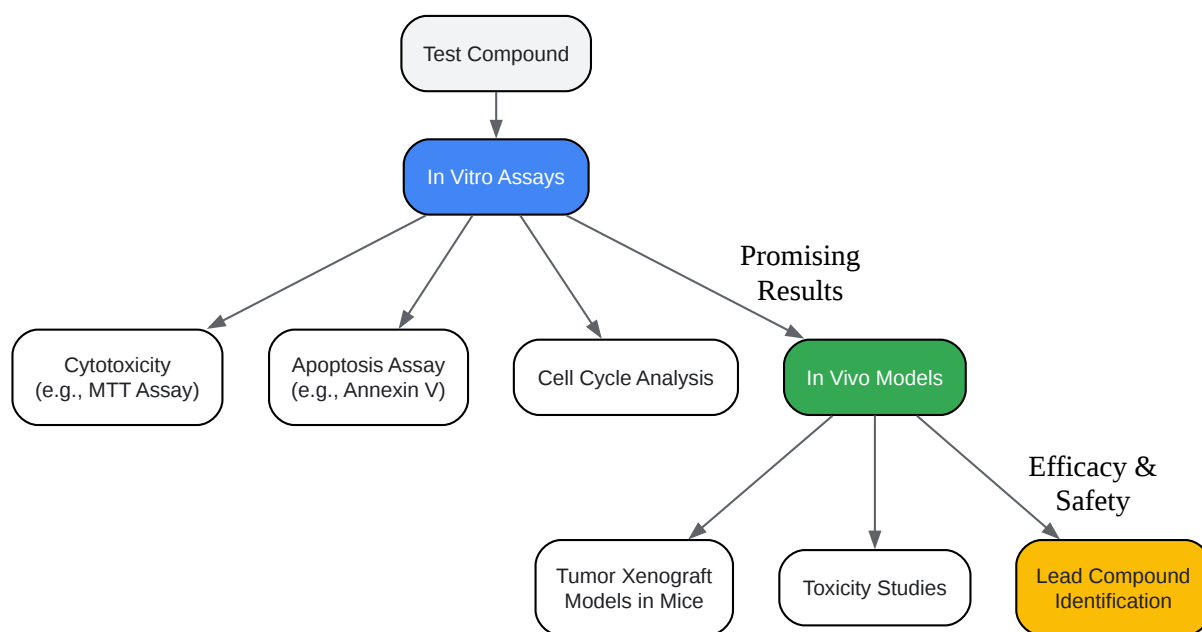 Test Compound
In Vitro Assays
Promising
Results
Cytotoxicity
(e.g., MTT Assay)
Apoptosis Assay
(e.g., Annexin V)
Cell Cycle Analysis
In Vivo Models
Efficacy &
Safety
Tumor Xenograft
Models in Mice
Toxicity Studies
Lead Compound
Identification